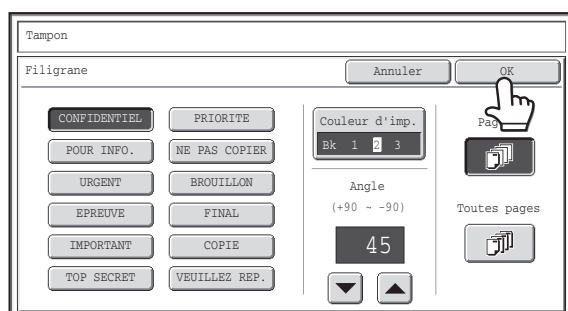 Tampon
Filigrane
Annuler
OK
CONFIDENTIEL
PRIORITE
POUR INFO.
NE PAS COPIER
URGENT
BROUILLON
EPREUVE
FINAL
IMPORTANT
COPIE
TOP SECRET
VEUILLEZ REP.
Couleur d'imp.
Bk 1 2 3
Angle
(+90 ~ -90)
45
Toutes pages